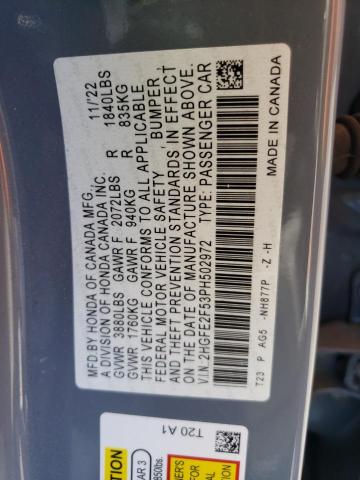 MFD.BY HONDA OF CANADA MFG., 11/'22
A DIVISION OF HONDA CANADA INC.
GVWR 3880LBS GAWR F 2072LBS R 1840LBS
GVWR 1760KG GAWR F 940KG R 835KG
THIS VEHICLE CONFORMS TO ALL APPLICABLE
FEDERAL MOTOR VEHICLE SAFETY, BUMPER,
AND THEFT PREVENTION STANDARDS IN EFFECT
ON THE DATE OF MANUFACTURE SHOWN ABOVE.
V.I.N.:2HGFE2F53PH502972 TYPE:PASSENGER CAR
MADE IN CANADA
T23 P AG5 -NH877P -Z -H
T20 A1